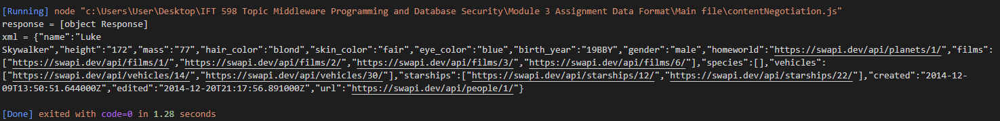 [Running] node "c:\Users\User\Desktop\IFT 598 Topic Middleware Programming and Database Security\Module 3 Assignment Data Format\Main file\contentNegotiation.js"
response = [object Response]
xml = {"name":"Luke
Skywalker","height":"172","mass":"77","hair_color":"blond","skin_color":"fair","eye_color":"blue","birth_year":"19BBY","gender":"male","homeworld":"https://swapi.dev/api/planets/1/","films":
["https://swapi.dev/api/films/1/","https://swapi.dev/api/films/2/","https://swapi.dev/api/films/3/","https://swapi.dev/api/films/6/"],"species":[],"vehicles":
["https://swapi.dev/api/vehicles/14/","https://swapi.dev/api/vehicles/30/"],"starships":["https://swapi.dev/api/starships/12/","https://swapi.dev/api/starships/22/"],"created":"2014-12-
09T13:50:51.644000Z","edited":"2014-12-20T21:17:56.891000Z","url":"https://swapi.dev/api/people/1/"}
[Done] exited with code=0 in 1.28 seconds